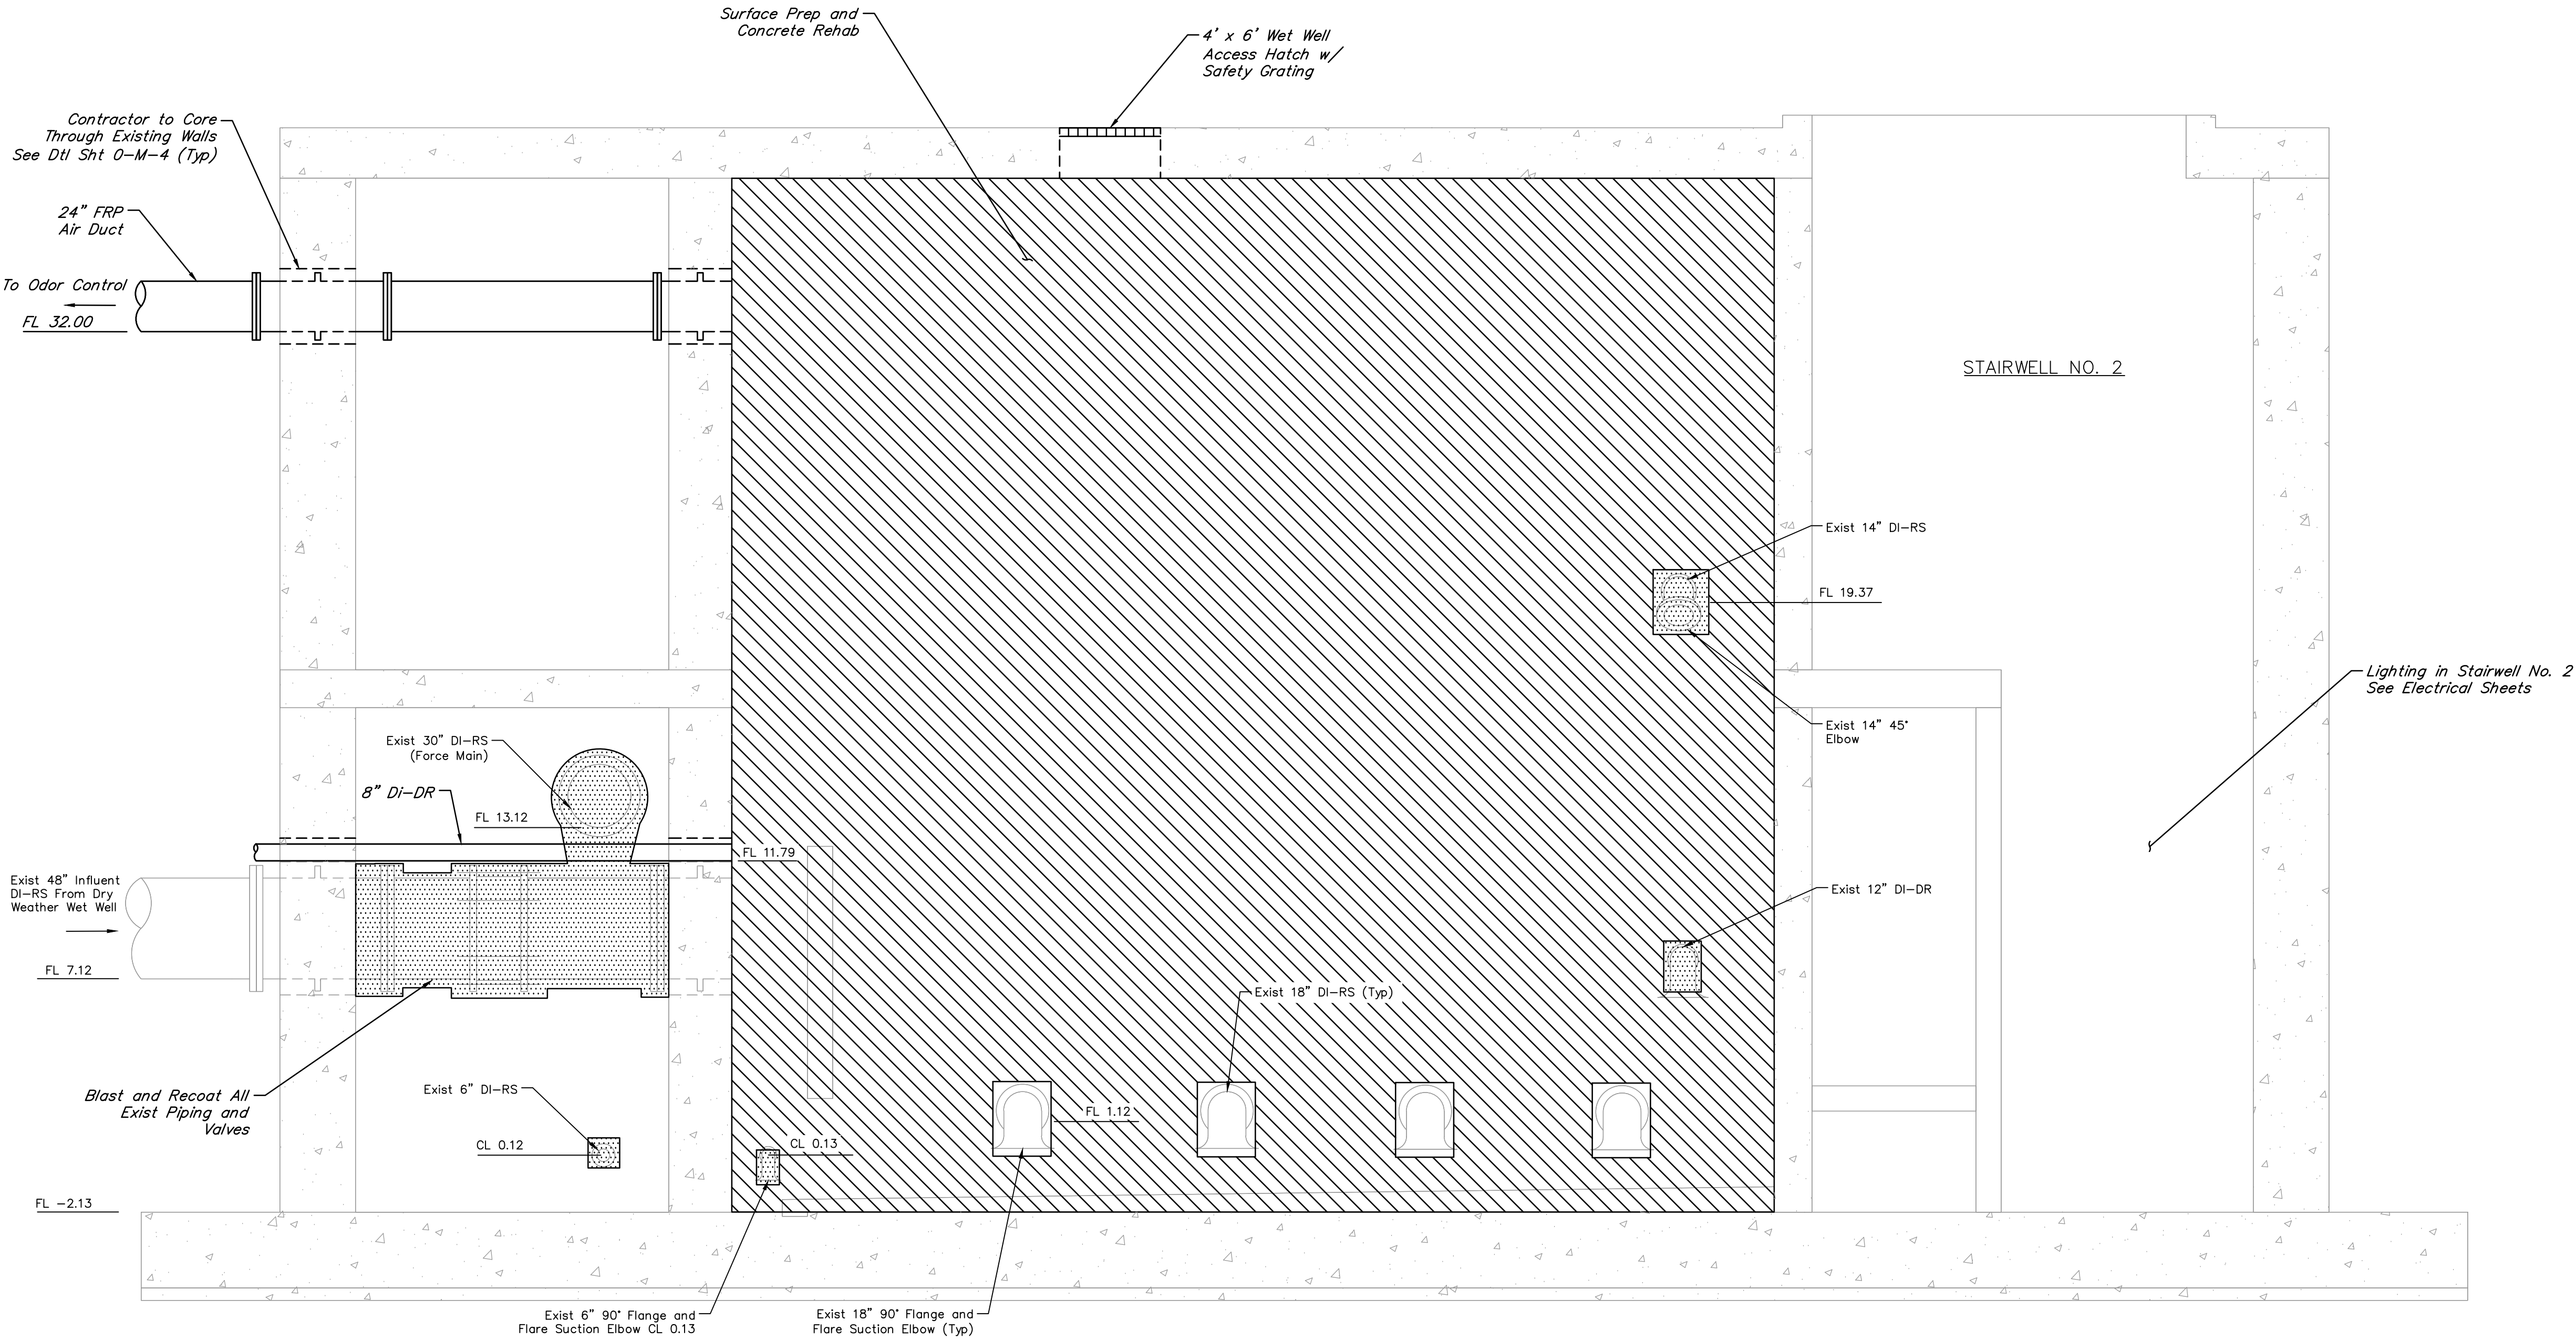 Surface Prep and
Concrete Rehab
4' x 6' Wet Well
Access Hatch w/
Safety Grating
Contractor to Core
Through Existing Walls
See Dtl Sht 0-M-4 (Typ)
24" FRP
Air Duct
To Odor Control
FL 32.00
STAIRWELL NO. 2
Exist 14" DI-RS
FL 19.37
Exist 14" 45°
Elbow
Lighting in Stairwell No. 2
See Electrical Sheets
Exist 30" DI-RS
(Force Main)
8" Di-DR
FL 13.12
FL 11.79
Exist 48" Influent
DI-RS From Dry
Weather Wet Well
FL 7.12
Exist 12" DI-DR
Exist 18" DI-RS (Typ)
Blast and Recoat All
Exist Piping and
Valves
Exist 6" DI-RS
CL 0.12
CL 0.13
FL 1.12
FL -2.13
Exist 6" 90° Flange and
Flare Suction Elbow CL 0.13
Exist 18" 90° Flange and
Flare Suction Elbow (Typ)